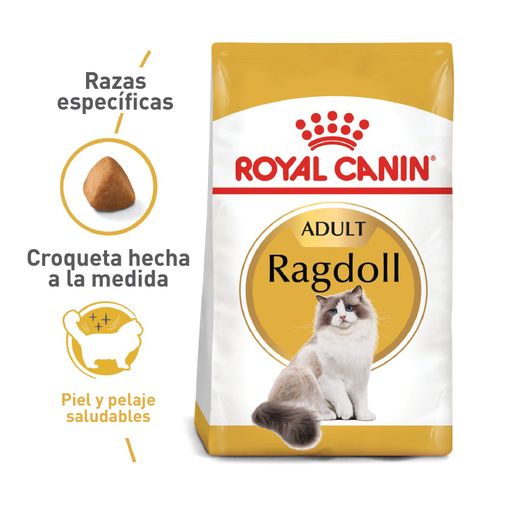 Razas
específicas
Croqueta hecha
a la medida
Piel y pelaje
saludables
ROYAL CANIN®
ADULT
Ragdoll